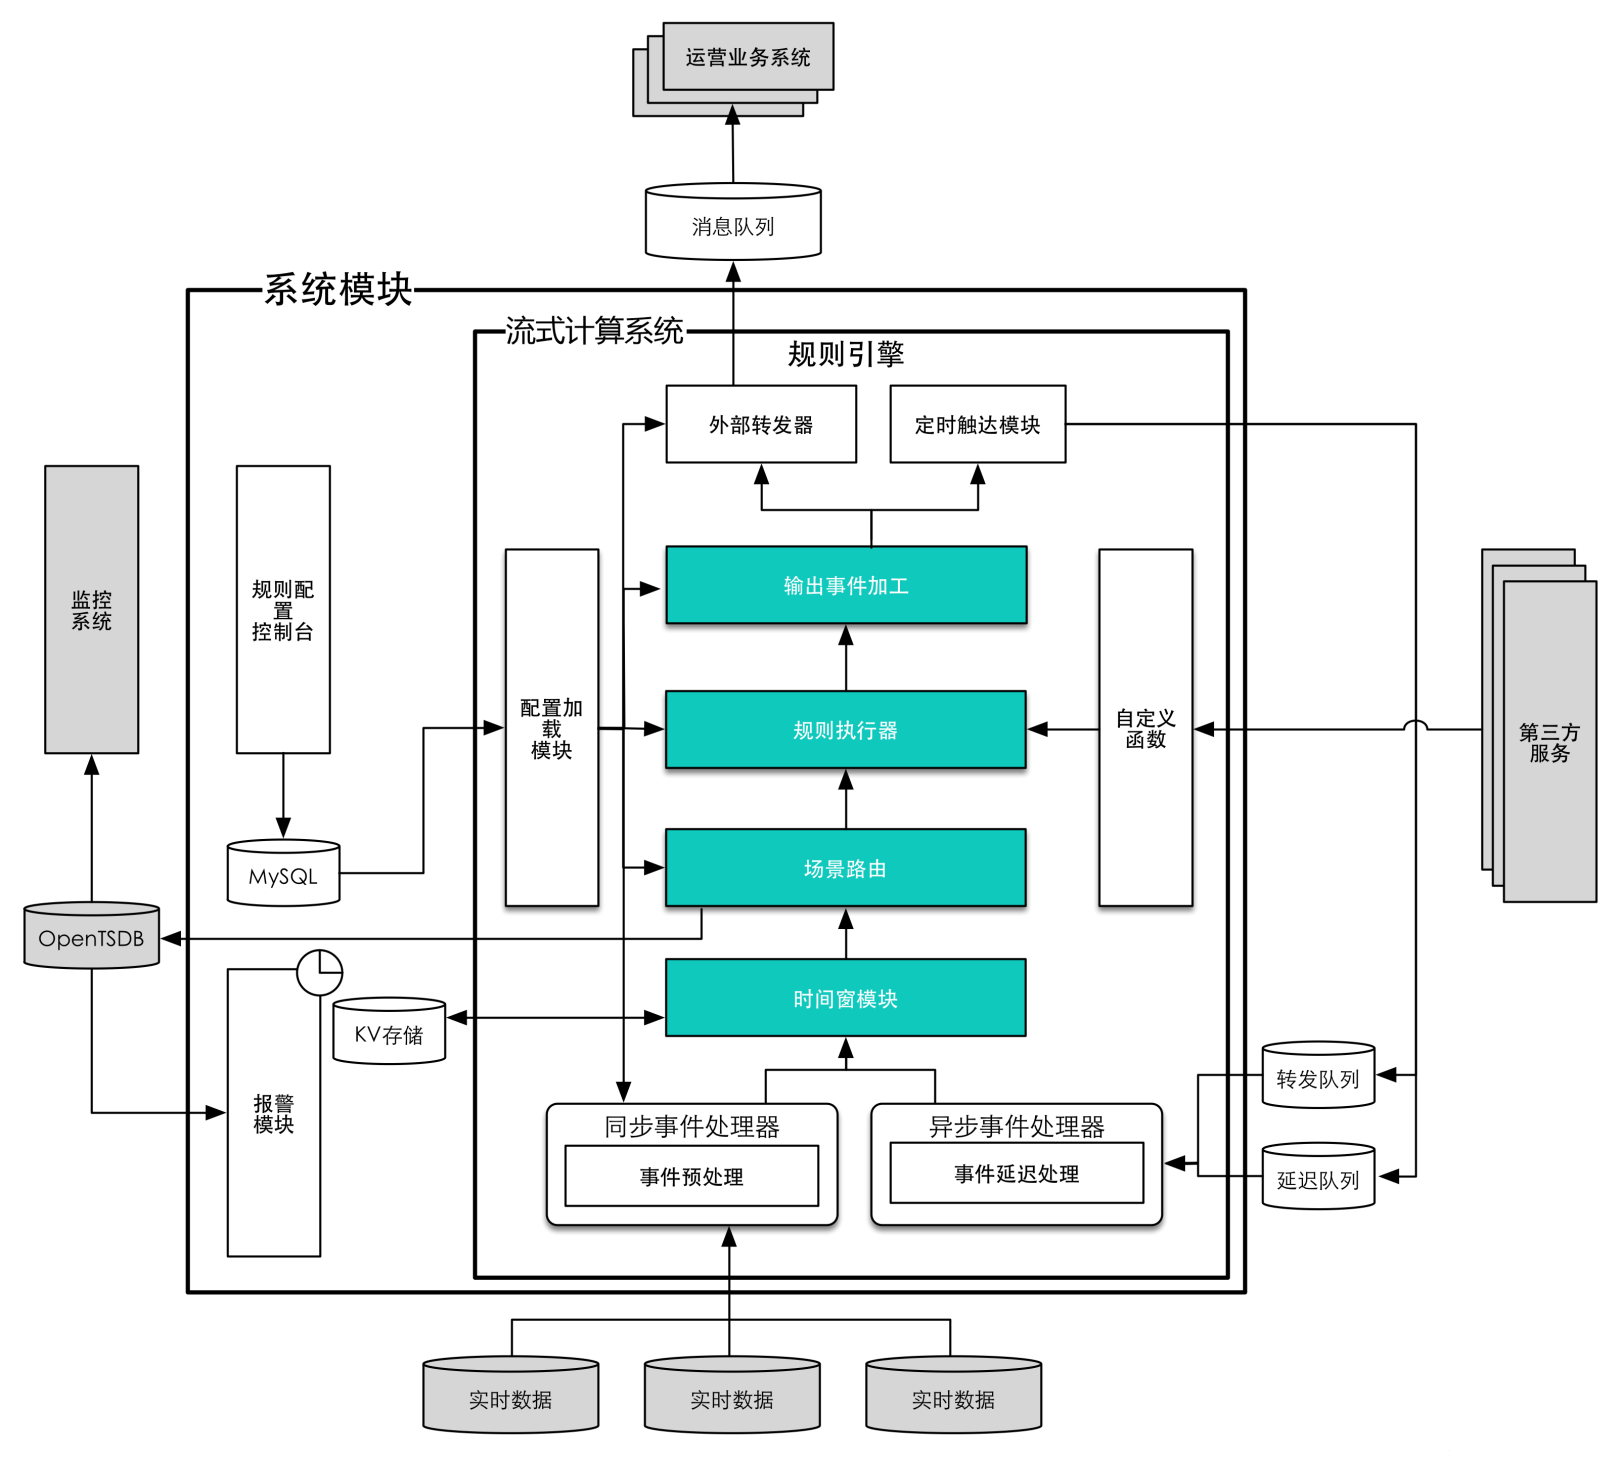 运营业务系统
消息队列
系统模块
流式计算系统
规则引擎
外部转发器
定时触达模块
监控
系统
规则配
置
控制台
输出事件加工
配置加
载
模块
规则执行器
自定义
函数
第三方
服务
场景路由
MySQL
OpenTSDB
时间窗模块
KV存储
报警
模块
转发队列
同步事件处理器
事件预处理
异步事件处理器
事件延迟处理
延迟队列
实时数据
实时数据
实时数据